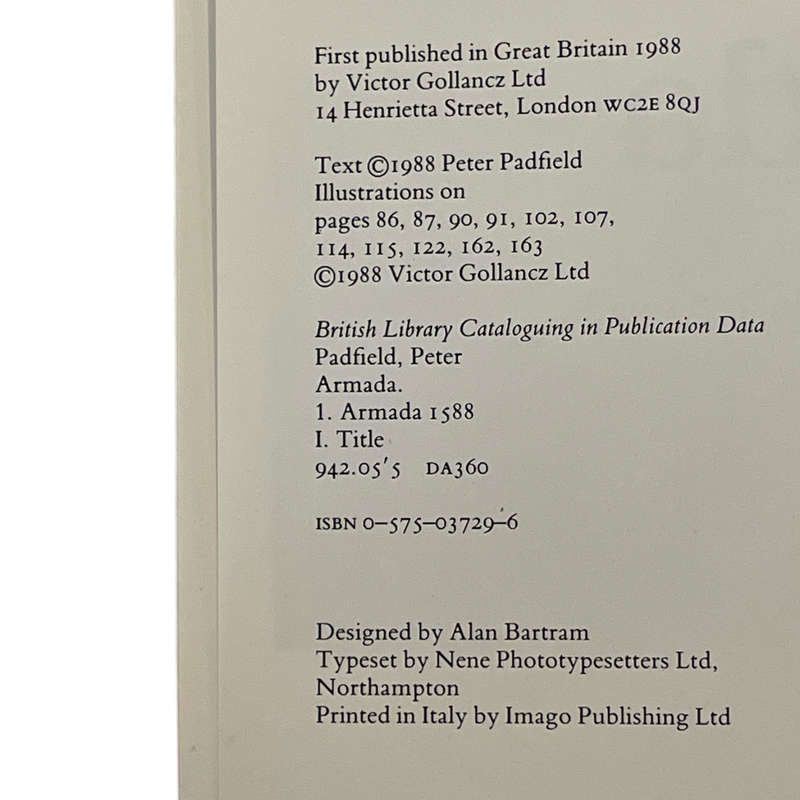 First published in Great Britain 1988
by Victor Gollancz Ltd
14 Henrietta Street, London WC2E 8QJ
Text ©1988 Peter Padfield
Illustrations on
pages 86, 87, 90, 91, 102, 107,
114, 115, 122, 162, 163
©1988 Victor Gollancz Ltd
British Library Cataloguing in Publication Data
Padfield, Peter
Armada.
1. Armada 1588
I. Title
942.05'5 DA360
ISBN 0–575–03729–6
Designed by Alan Bartram
Typeset by Nene Phototypesetters Ltd,
Northampton
Printed in Italy by Imago Publishing Ltd